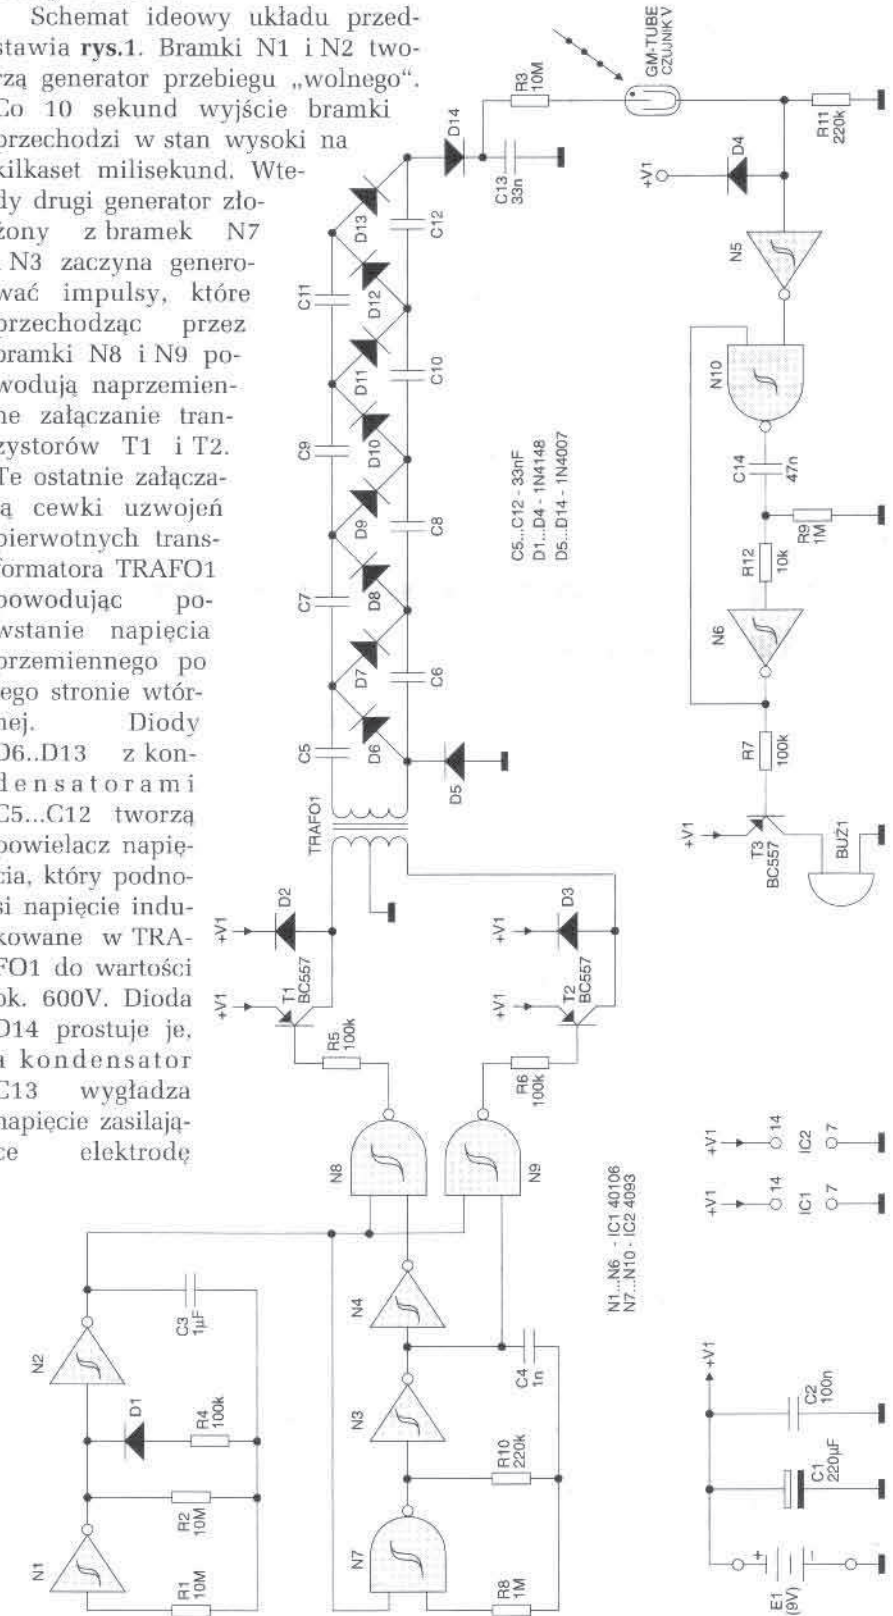 Schemat ideowy układu przed-
stawia rys.1. Bramki N1 i N2 two-
rzą generator przebiegu „wolnego“.
Co 10 sekund wyjście bramki
przechodzi w stan wysoki na
kilkaset milisekund. Wte-
dy drugi generator zło-
żony z bramek N7
i N3 zaczyna genero-
wać impulsy, które
przechodząc przez
bramki N8 i N9 po-
wodują naprzemien-
ne załączanie tran-
zystorów T1 i T2.
Te ostatnie załącza-
ją cewki uzwojeń
pierwotnych trans-
formatora TRAFO1
powodując po-
wstanie napięcia
przemiennego po
jego stronie wtór-
nej. Diody
D6..D13 z kon-
densatorami
C5...C12 tworzą
powielacz napię-
cia, który podno-
si napięcie indu-
kowane w TRA-
FO1 do wartości
ok. 600V. Dioda
D14 prostuje je,
a kondensator
C13 wygładza
napięcie zasilają-
ce elektrodę
N1
R1
10M
R2
10M
D1
R4
100k
N2
C3
1µF
N7
R8
1M
R10
220k
N3
C4
1n
N4
N8
N9
R5
100k
R6
100k
+V1
T1
BC557
+V1
D2
+V1
T2
BC557
+V1
D3
TRAFO1
C5
C7
C9
C11
D6
D7
D8
D9
D10
D11
D12
D13
C6
C8
C10
C12
D5
D14
C13
33n
R3
10M
GM-TUBE
CZUJNIK V
R11
220k
+V1
D4
N5
N10
C14
47n
R9
1M
R12
10k
N6
R7
100k
+V1
T3
BC557
BUŻ1
C5...C12 - 33nF
D1...D4 - 1N4148
D5...D14 - 1N4007
N1...N6 - IC1 40106
N7...N10 - IC2 4093
+V1
14
IC1
7
+V1
14
IC2
7
E1
(9V)
+
−
C1
220µF
C2
100n
+V1